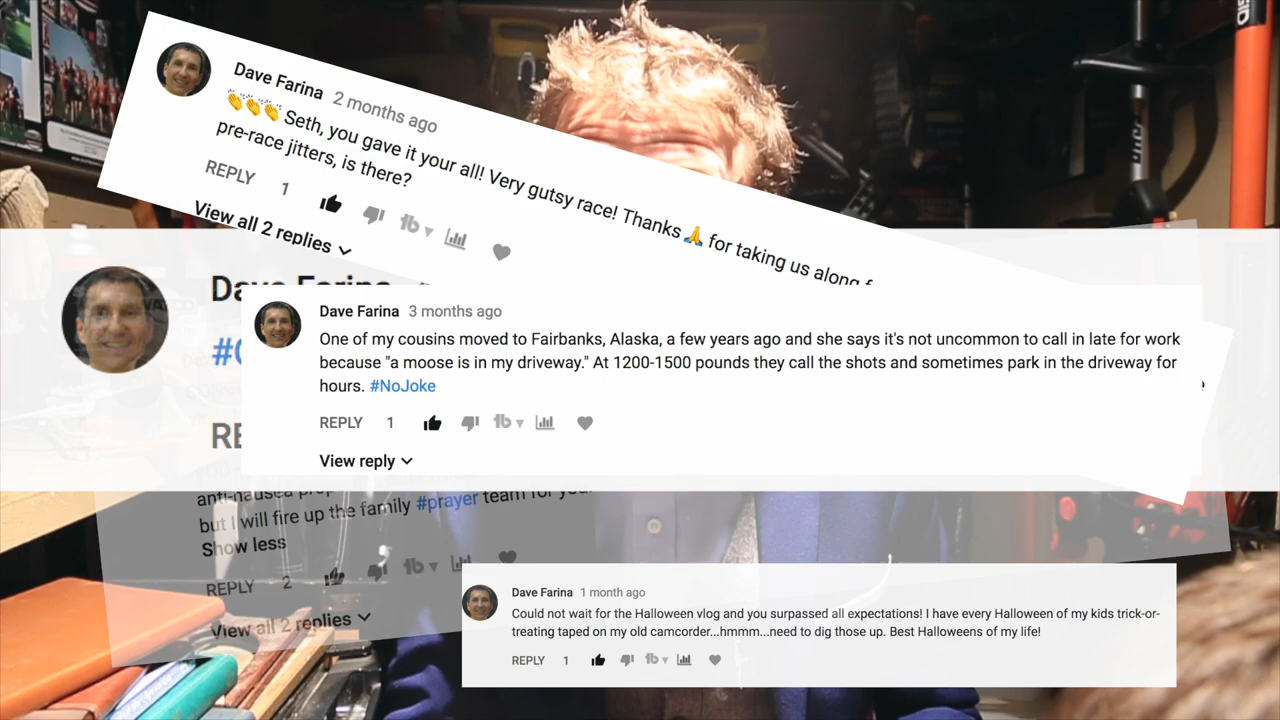 Dave Farina 2 months ago
👏👏👏 Seth, you gave it your all! Very gutsy race! Thanks 🙏 for taking us along
pre-race jitters, is there?
REPLY 1
View all 2 replies
Dave Farina
Dave Farina 3 months ago
One of my cousins moved to Fairbanks, Alaska, a few years ago and she says it's not uncommon to call in late for work
because "a moose is in my driveway." At 1200-1500 pounds they call the shots and sometimes park in the driveway for
hours. #NoJoke
REPLY 1
View reply
anti-nausea
but I will fire up the family #prayer team for you
Show less
REPLY 2
View all 2 replies
Dave Farina 1 month ago
Could not wait for the Halloween vlog and you surpassed all expectations! I have every Halloween of my kids trick-or-
treating taped on my old camcorder...hmmm...need to dig those up. Best Halloweens of my life!
REPLY 1